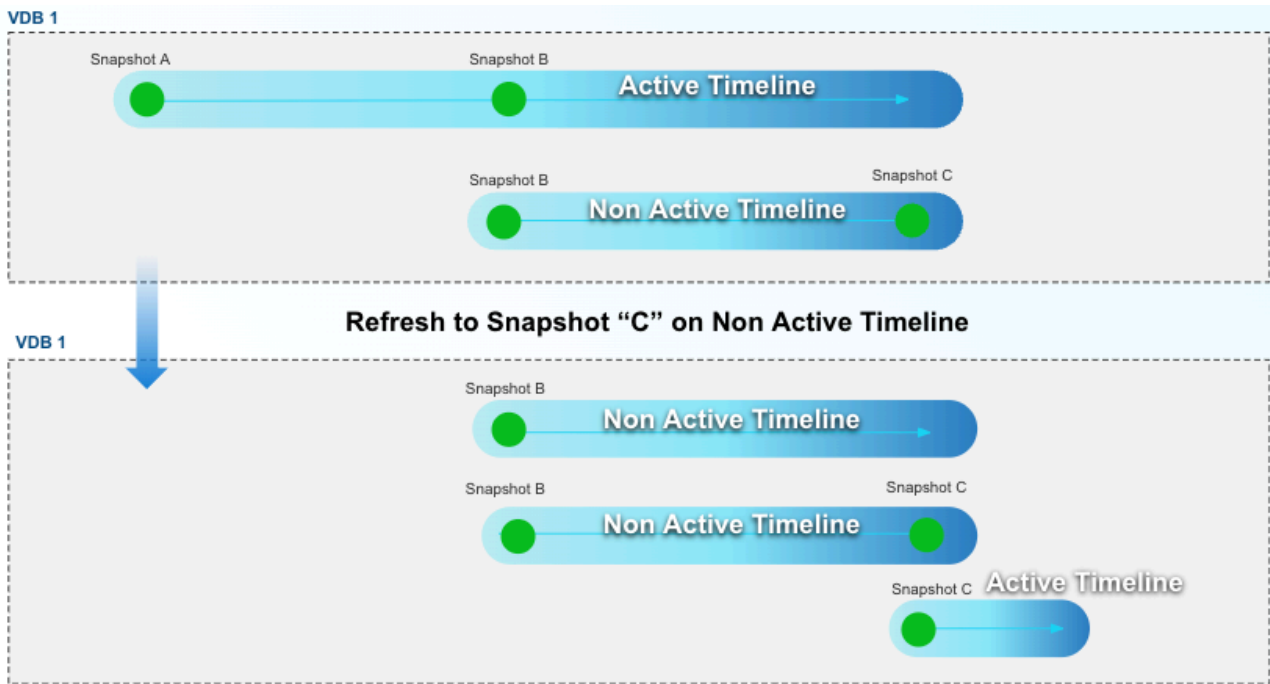 VDB 1
Snapshot A
Snapshot B
Active Timeline
Snapshot B
Snapshot C
Non Active Timeline
Refresh to Snapshot “C” on Non Active Timeline
VDB 1
Snapshot B
Non Active Timeline
Snapshot B
Snapshot C
Non Active Timeline
Snapshot C
Active Timeline